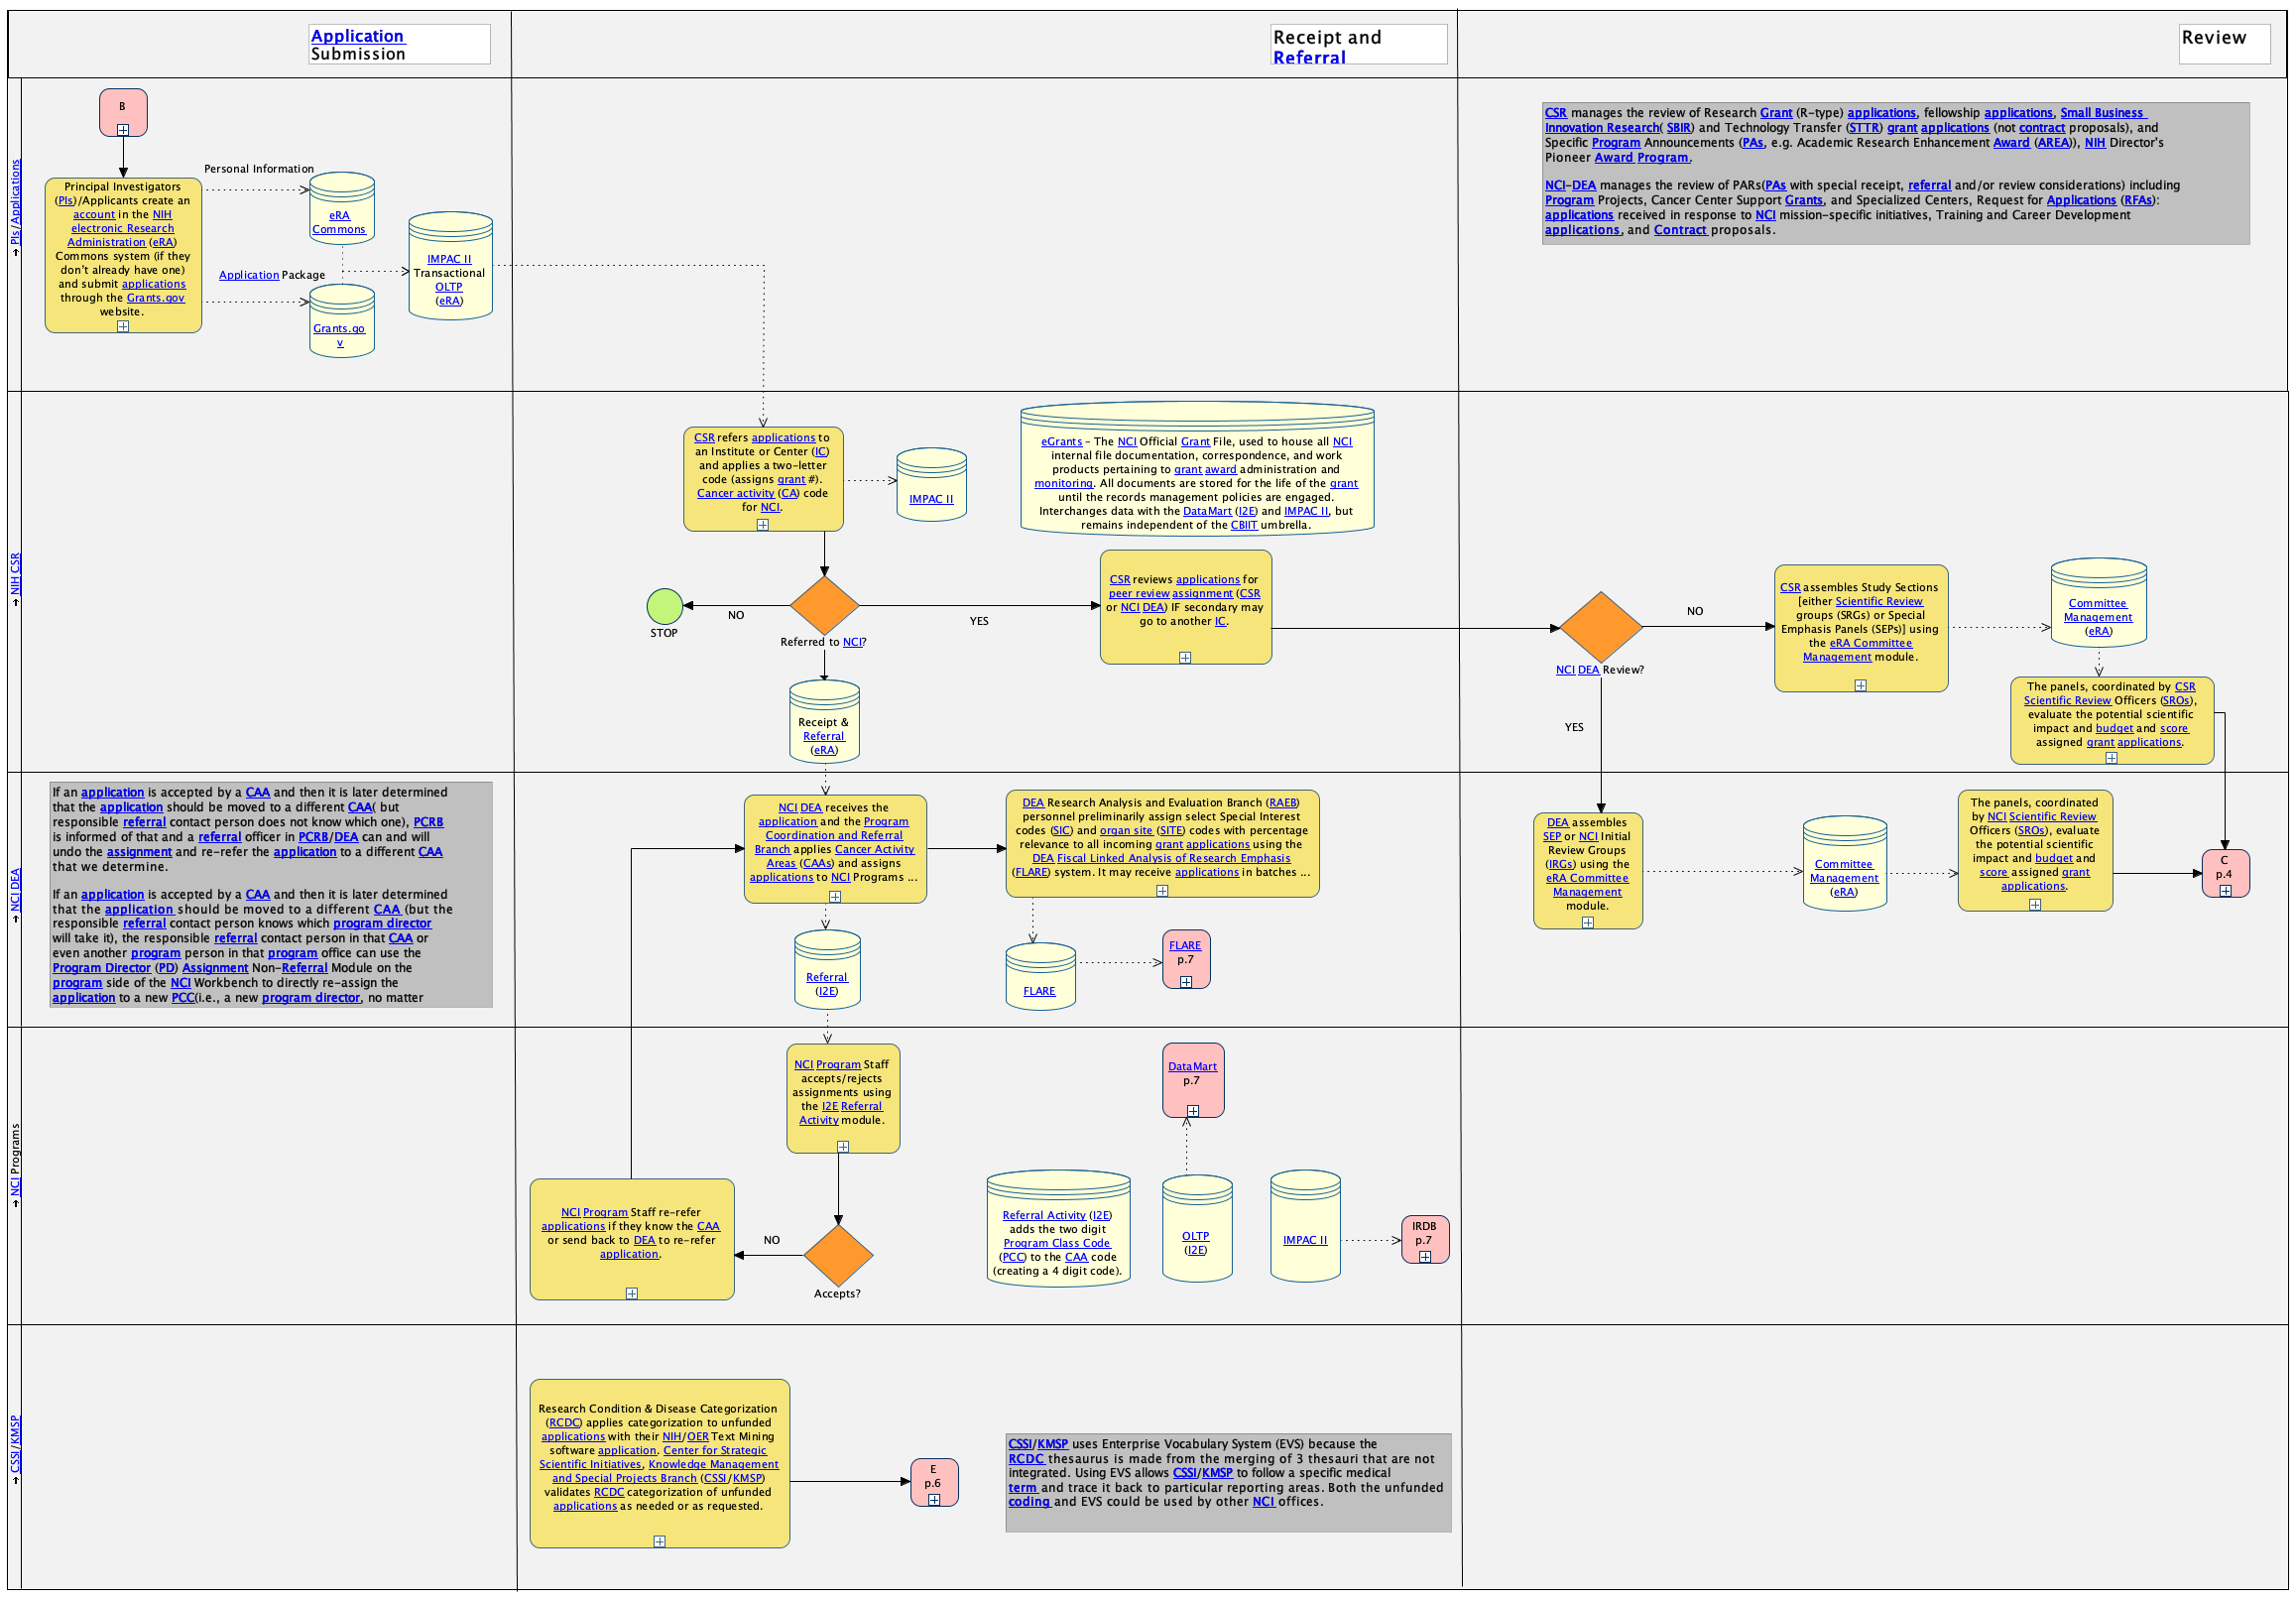 Application
Submission
Receipt and
Referral
Review
PIs/Applications
B
Principal Investigators
(PIs)/Applicants create an
account in the NIH
electronic Research
Administration (eRA)
Commons system (if they
don't already have one)
and submit applications
through the Grants.gov
website.
Personal Information
eRA
Commons
Application Package
Grants.go
v
IMPAC II
Transactional
OLTP
(eRA)
CSR manages the review of Research Grant (R-type) applications, fellowship applications, Small Business
Innovation Research( SBIR) and Technology Transfer (STTR) grant applications (not contract proposals), and
Specific Program Announcements (PAs, e.g. Academic Research Enhancement Award (AREA)), NIH Director's
Pioneer Award Program.
NCI-DEA manages the review of PARs(PAs with special receipt, referral and/or review considerations) including
Program Projects, Cancer Center Support Grants, and Specialized Centers, Request for Applications (RFAs):
applications received in response to NCI mission-specific initiatives, Training and Career Development
applications, and Contract proposals.
NIH CSR
CSR refers applications to
an Institute or Center (IC)
and applies a two-letter
code (assigns grant #).
Cancer activity (CA) code
for NCI.
IMPAC II
eGrants - The NCI Official Grant File, used to house all NCI
internal file documentation, correspondence, and work
products pertaining to grant award administration and
monitoring. All documents are stored for the life of the grant
until the records management policies are engaged.
Interchanges data with the DataMart (I2E) and IMPAC II, but
remains independent of the CBIIT umbrella.
STOP
NO
Referred to NCI?
YES
CSR reviews applications for
peer review assignment (CSR
or NCI DEA) IF secondary may
go to another IC.
Receipt &
Referral
(eRA)
NCI DEA Review?
NO
YES
CSR assembles Study Sections
[either Scientific Review
groups (SRGs) or Special
Emphasis Panels (SEPs)] using
the eRA Committee
Management module.
Committee
Management
(eRA)
The panels, coordinated by CSR
Scientific Review Officers (SROs),
evaluate the potential scientific
impact and budget and score
assigned grant applications.
NCI DEA
If an application is accepted by a CAA and then it is later determined
that the application should be moved to a different CAA( but
responsible referral contact person does not know which one), PCRB
is informed of that and a referral officer in PCRB/DEA can and will
undo the assignment and re-refer the application to a different CAA
that we determine.
If an application is accepted by a CAA and then it is later determined
that the application should be moved to a different CAA (but the
responsible referral contact person knows which program director
will take it), the responsible referral contact person in that CAA or
even another program person in that program office can use the
Program Director (PD) Assignment Non-Referral Module on the
program side of the NCI Workbench to directly re-assign the
application to a new PCC(i.e., a new program director, no matter
NCI DEA receives the
application and the Program
Coordination and Referral
Branch applies Cancer Activity
Areas (CAAs) and assigns
applications to NCI Programs ...
DEA Research Analysis and Evaluation Branch (RAEB)
personnel preliminarily assign select Special Interest
codes (SIC) and organ site (SITE) codes with percentage
relevance to all incoming grant applications using the
DEA Fiscal Linked Analysis of Research Emphasis
(FLARE) system. It may receive applications in batches ...
Referral
(I2E)
FLARE
FLARE
p.7
DEA assembles
SEP or NCI Initial
Review Groups
(IRGs) using the
eRA Committee
Management
module.
Committee
Management
(eRA)
The panels, coordinated
by NCI Scientific Review
Officers (SROs), evaluate
the potential scientific
impact and budget and
score assigned grant
applications.
C
p.4
NCI Programs
NCI Program Staff
accepts/rejects
assignments using
the I2E Referral
Activity module.
DataMart
p.7
NCI Program Staff re-refer
applications if they know the CAA
or send back to DEA to re-refer
application.
NO
Accepts?
Referral Activity (I2E)
adds the two digit
Program Class Code
(PCC) to the CAA code
(creating a 4 digit code).
OLTP
(I2E)
IMPAC II
IRDB
p.7
CSSI/KMSP
Research Condition & Disease Categorization
(RCDC) applies categorization to unfunded
applications with their NIH/OER Text Mining
software application. Center for Strategic
Scientific Initiatives, Knowledge Management
and Special Projects Branch (CSSI/KMSP)
validates RCDC categorization of unfunded
applications as needed or as requested.
E
p.6
CSSI/KMSP uses Enterprise Vocabulary System (EVS) because the
RCDC thesaurus is made from the merging of 3 thesauri that are not
integrated. Using EVS allows CSSI/KMSP to follow a specific medical
term and trace it back to particular reporting areas. Both the unfunded
coding and EVS could be used by other NCI offices.